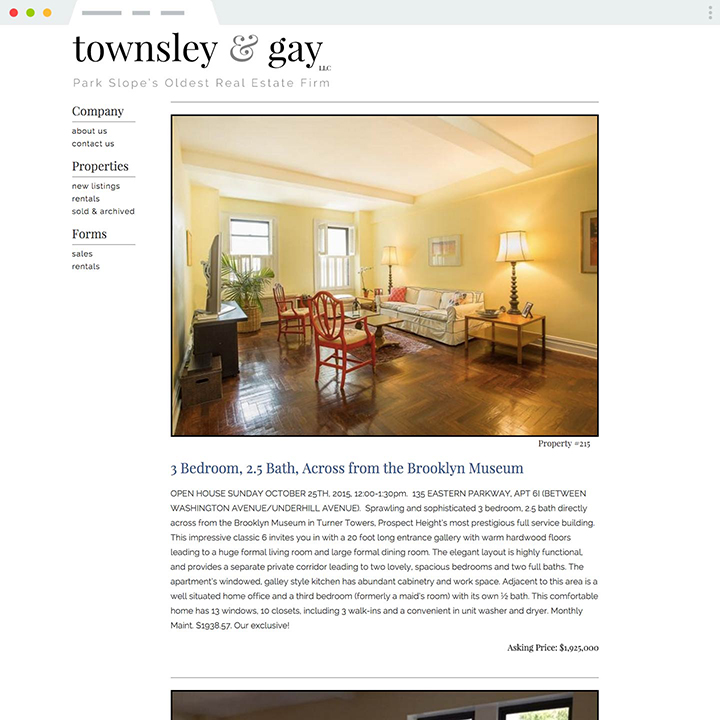 townsley & gay
LLC
Park Slope's Oldest Real Estate Firm
Company
about us
contact us
Properties
new listings
rentals
sold & archived
Forms
sales
rentals
Property #215
3 Bedroom, 2.5 Bath, Across from the Brooklyn Museum
OPEN HOUSE SUNDAY OCTOBER 25TH, 2015, 12:00-1:30pm. 135 EASTERN PARKWAY, APT 6I (BETWEEN
WASHINGTON AVENUE/UNDERHILL AVENUE). Sprawling and sophisticated 3 bedroom, 2.5 bath directly
across from the Brooklyn Museum in Turner Towers, Prospect Height's most prestigious full service building.
This impressive classic 6 invites you in with a 20 foot long entrance gallery with warm hardwood floors
leading to a huge formal living room and large formal dining room. The elegant layout is highly functional,
and provides a separate private corridor leading to two lovely, spacious bedrooms and two full baths. The
apartment's windowed, galley style kitchen has abundant cabinetry and work space. Adjacent to this area is a
well situated home office and a third bedroom (formerly a maid's room) with its own ½ bath. This comfortable
home has 13 windows, 10 closets, including 3 walk-ins and a convenient in unit washer and dryer. Monthly
Maint. $1938.57. Our exclusive!
Asking Price: $1,925,000